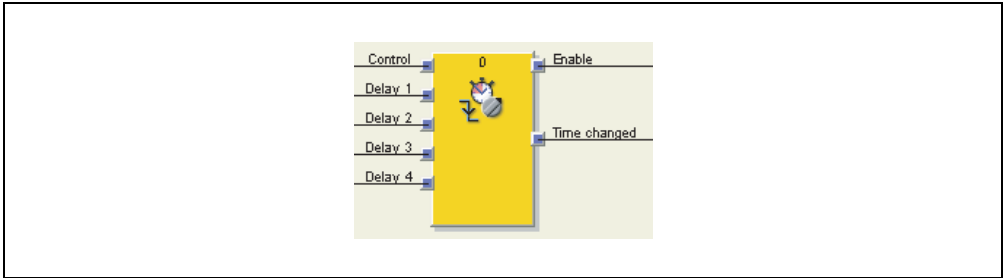 Control
0
Enable
Delay 1
Delay 2
Time changed
Delay 3
Delay 4